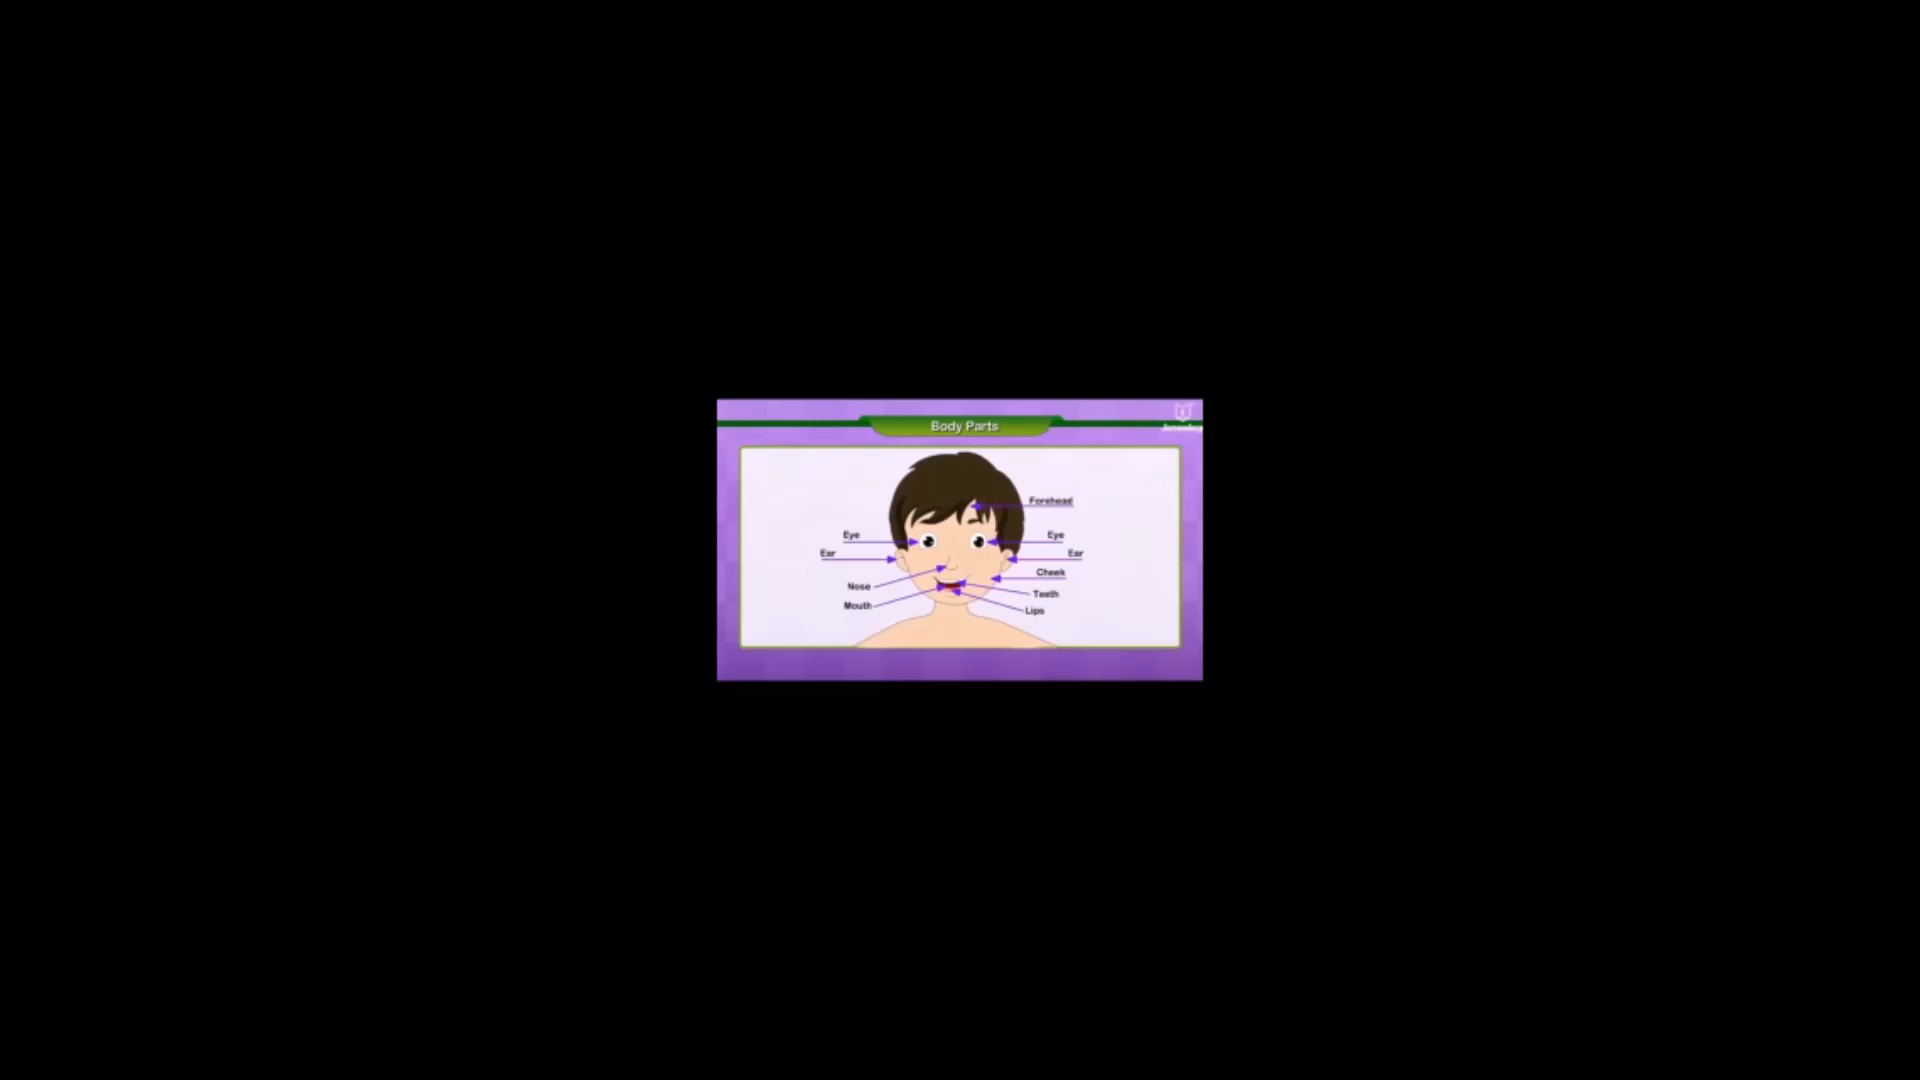 Body Parts
Forehead
Eye
Eye
Ear
Ear
Cheek
Nose
Teeth
Mouth
Lips